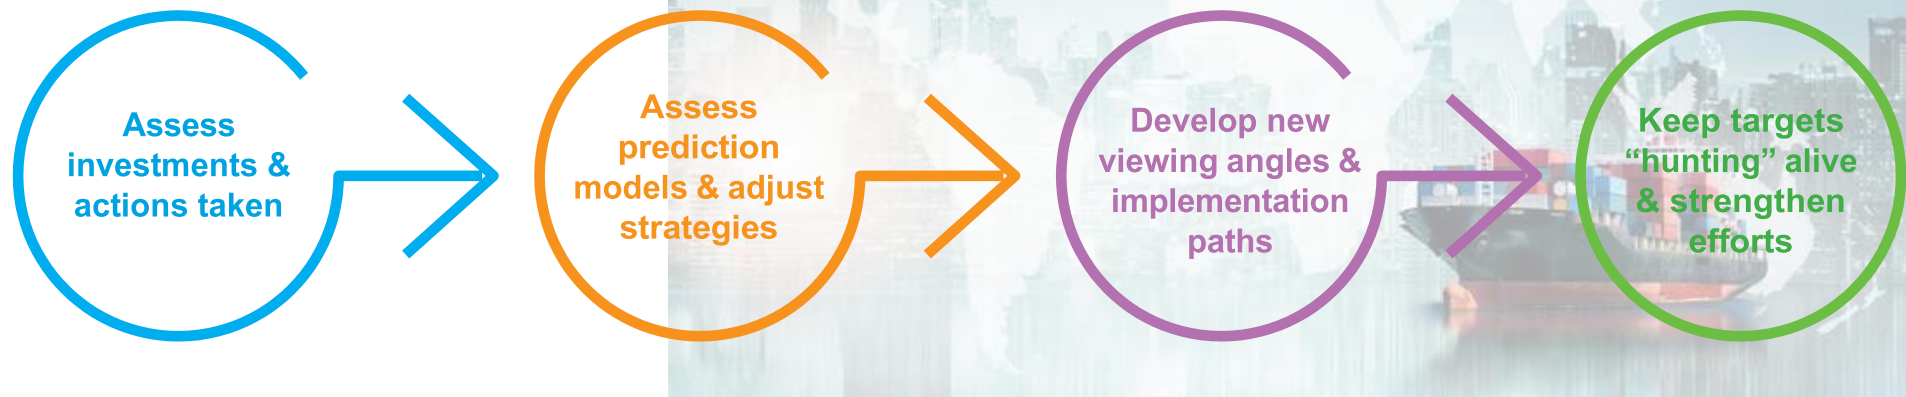 Assess
investments &
actions taken
Assess
prediction
models & adjust
strategies
Develop new
viewing angles &
implementation
paths
Keep targets
“hunting” alive
& strengthen
efforts